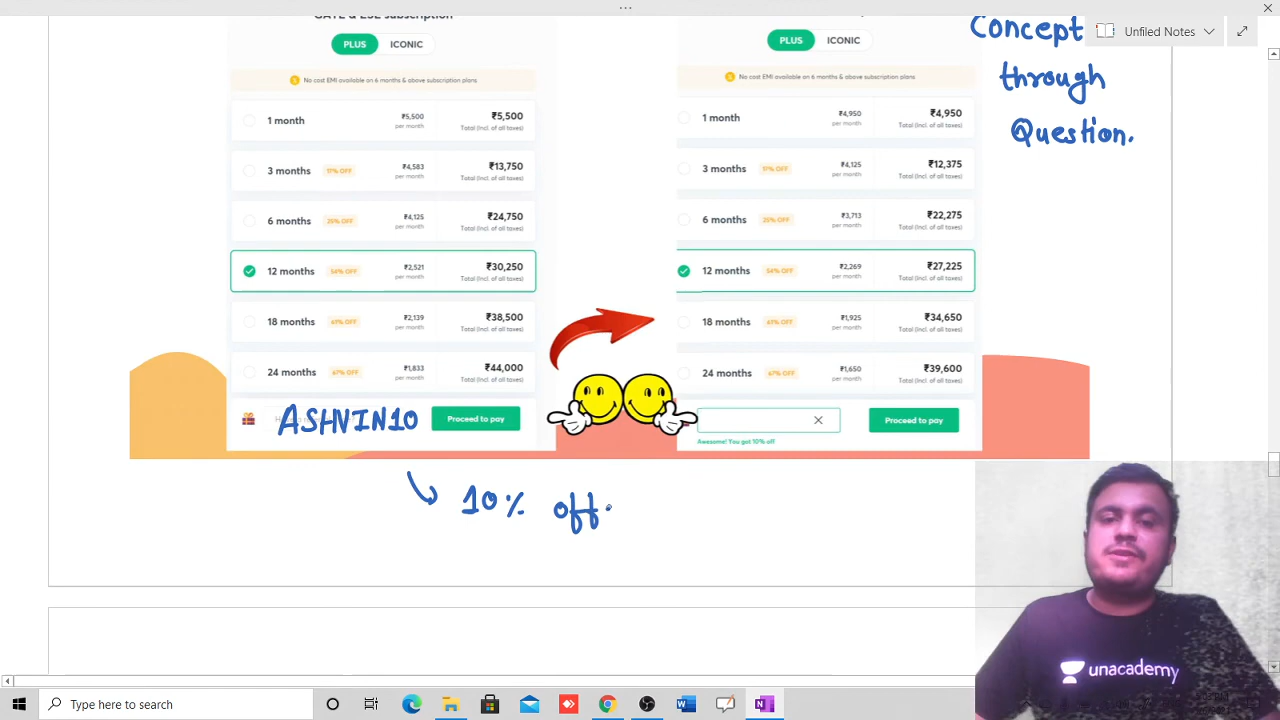 GATE & ESE subscription
PLUS ICONIC
No cost EMI available on 6 months & above subscription plans
1 month ₹5,500 per month ₹5,500 Total (Incl. of all taxes)
3 months 17% OFF ₹4,583 per month ₹13,750 Total (Incl. of all taxes)
6 months 25% OFF ₹4,125 per month ₹24,750 Total (Incl. of all taxes)
12 months 54% OFF ₹2,521 per month ₹30,250 Total (Incl. of all taxes)
18 months 61% OFF ₹2,139 per month ₹38,500 Total (Incl. of all taxes)
24 months 67% OFF ₹1,833 per month ₹44,000 Total (Incl. of all taxes)
ASHVIN10 Proceed to pay
10% off.
PLUS ICONIC
No cost EMI available on 6 months & above subscription plans
1 month ₹4,950 per month ₹4,950 Total (Incl. of all taxes)
3 months 17% OFF ₹4,125 per month ₹12,375 Total (Incl. of all taxes)
6 months 25% OFF ₹3,713 per month ₹22,275 Total (Incl. of all taxes)
12 months 54% OFF ₹2,269 per month ₹27,225 Total (Incl. of all taxes)
18 months 61% OFF ₹1,925 per month ₹34,650 Total (Incl. of all taxes)
24 months 67% OFF ₹1,650 per month ₹39,600 Total (Incl. of all taxes)
Proceed to pay
Awesome! You got 10% off
Concept
through
Question.
Unfiled Notes
unacademy
Type here to search